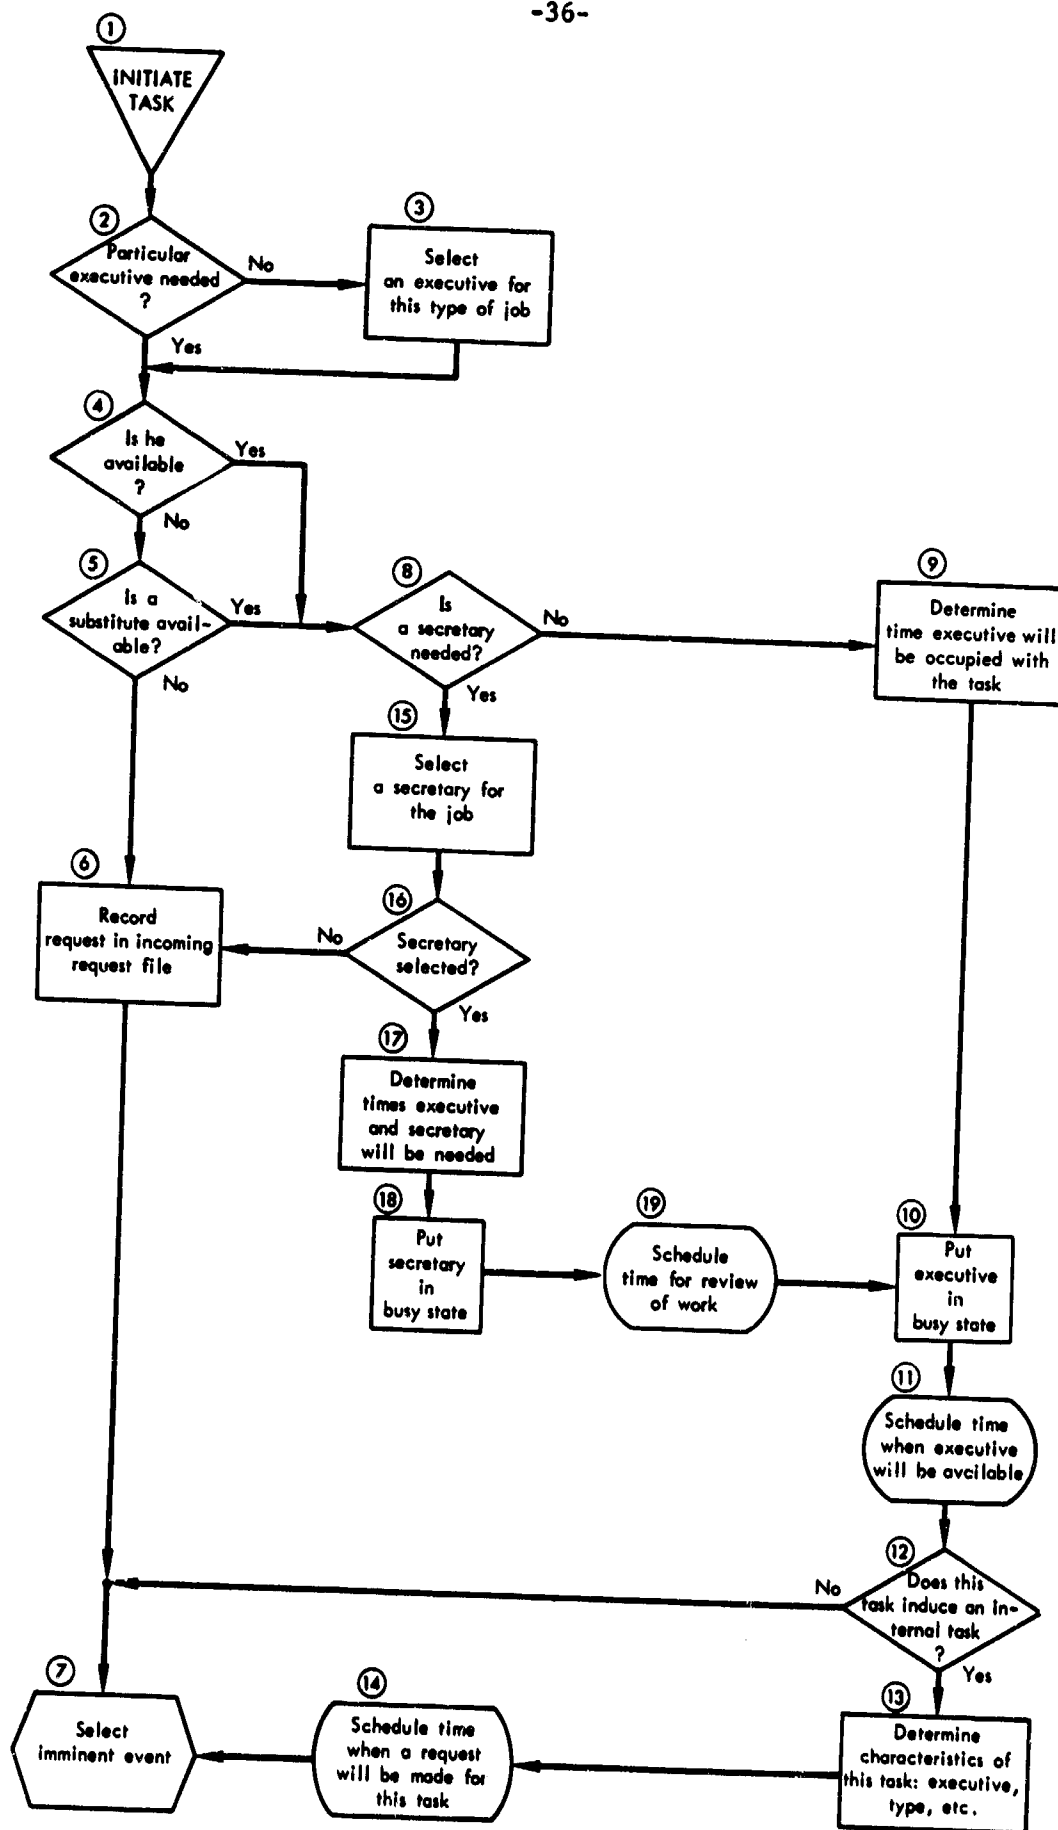 -36-
1
INITIATE
TASK
2
Particular
executive needed
?
No
Yes
3
Select
an executive for
this type of job
4
Is he
available
?
Yes
No
5
Is a
substitute avail-
able?
Yes
No
8
Is
a secretary
needed?
No
Yes
9
Determine
time executive will
be occupied with
the task
15
Select
a secretary for
the job
6
Record
request in incoming
request file
16
Secretary
selected?
No
Yes
17
Determine
times executive
and secretary
will be needed
18
Put
secretary
in
busy state
19
Schedule
time for review
of work
10
Put
executive
in
busy state
11
Schedule time
when executive
will be available
12
Does this
task induce an in-
ternal task
?
No
Yes
7
Select
imminent event
14
Schedule time
when a request
will be made for
this task
13
Determine
characteristics of
this task: executive,
type, etc.